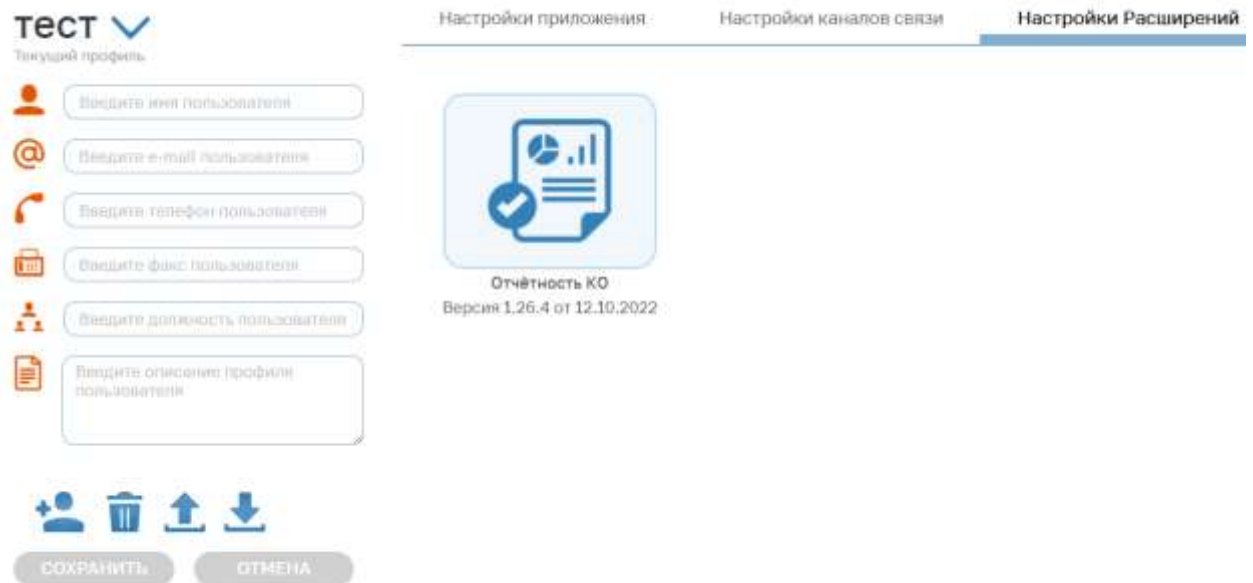 тест
Текущий профиль
Введите имя пользователя
Введите e-mail пользователя
Введите телефон пользователя
Введите факс пользователя
Введите должность пользователя
Введите описание профиля
пользователя
СОХРАНИТЬ ОТМЕНА
Настройки приложения Настройки каналов связи Настройки Расширений
Отчётность КО
Версия 1.26.4 от 12.10.2022